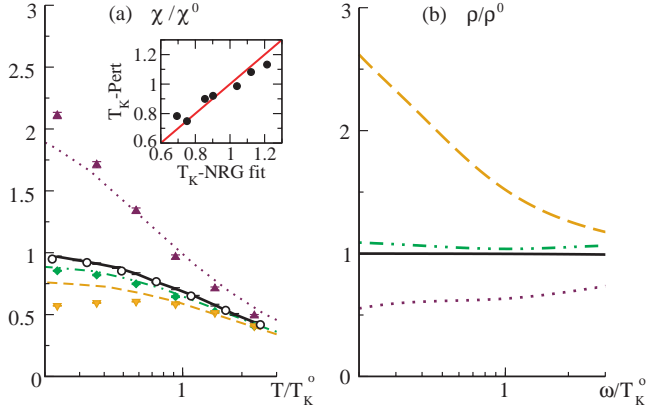 (a) χ/χ⁰
(b) ρ/ρ⁰
3
2.5
2
1.5
1
0.5
0
1
T/T_K^o
T_K-Pert
1.2
1
0.8
0.6
0.6 0.8 1 1.2
T_K-NRG fit
3
2
1
0
1
ω/T_K^o